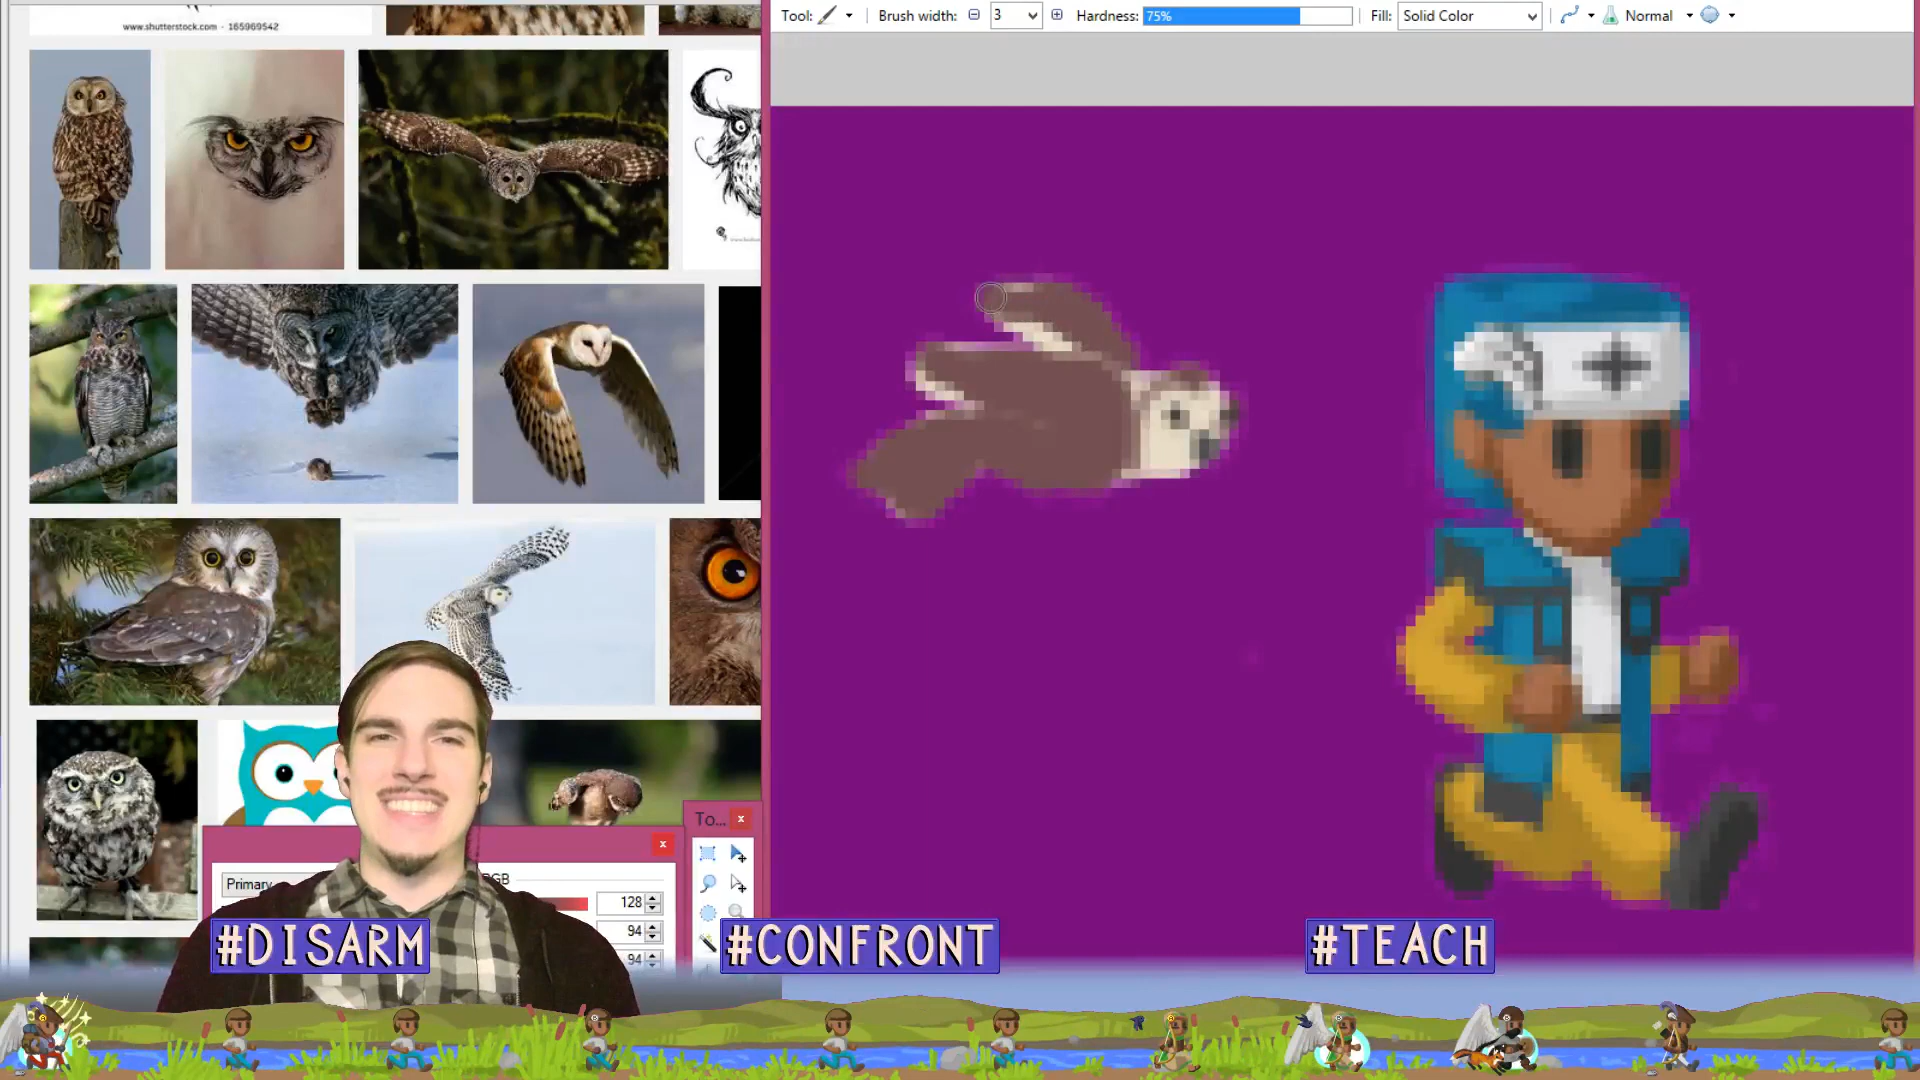 www.shutterstock.com · 165969542
Tool:
Brush width:
3
Hardness:
75%
Fill:
Solid Color
Normal
To...
Primary
RGB
128
94
94
#DISARM
#CONFRONT
#TEACH